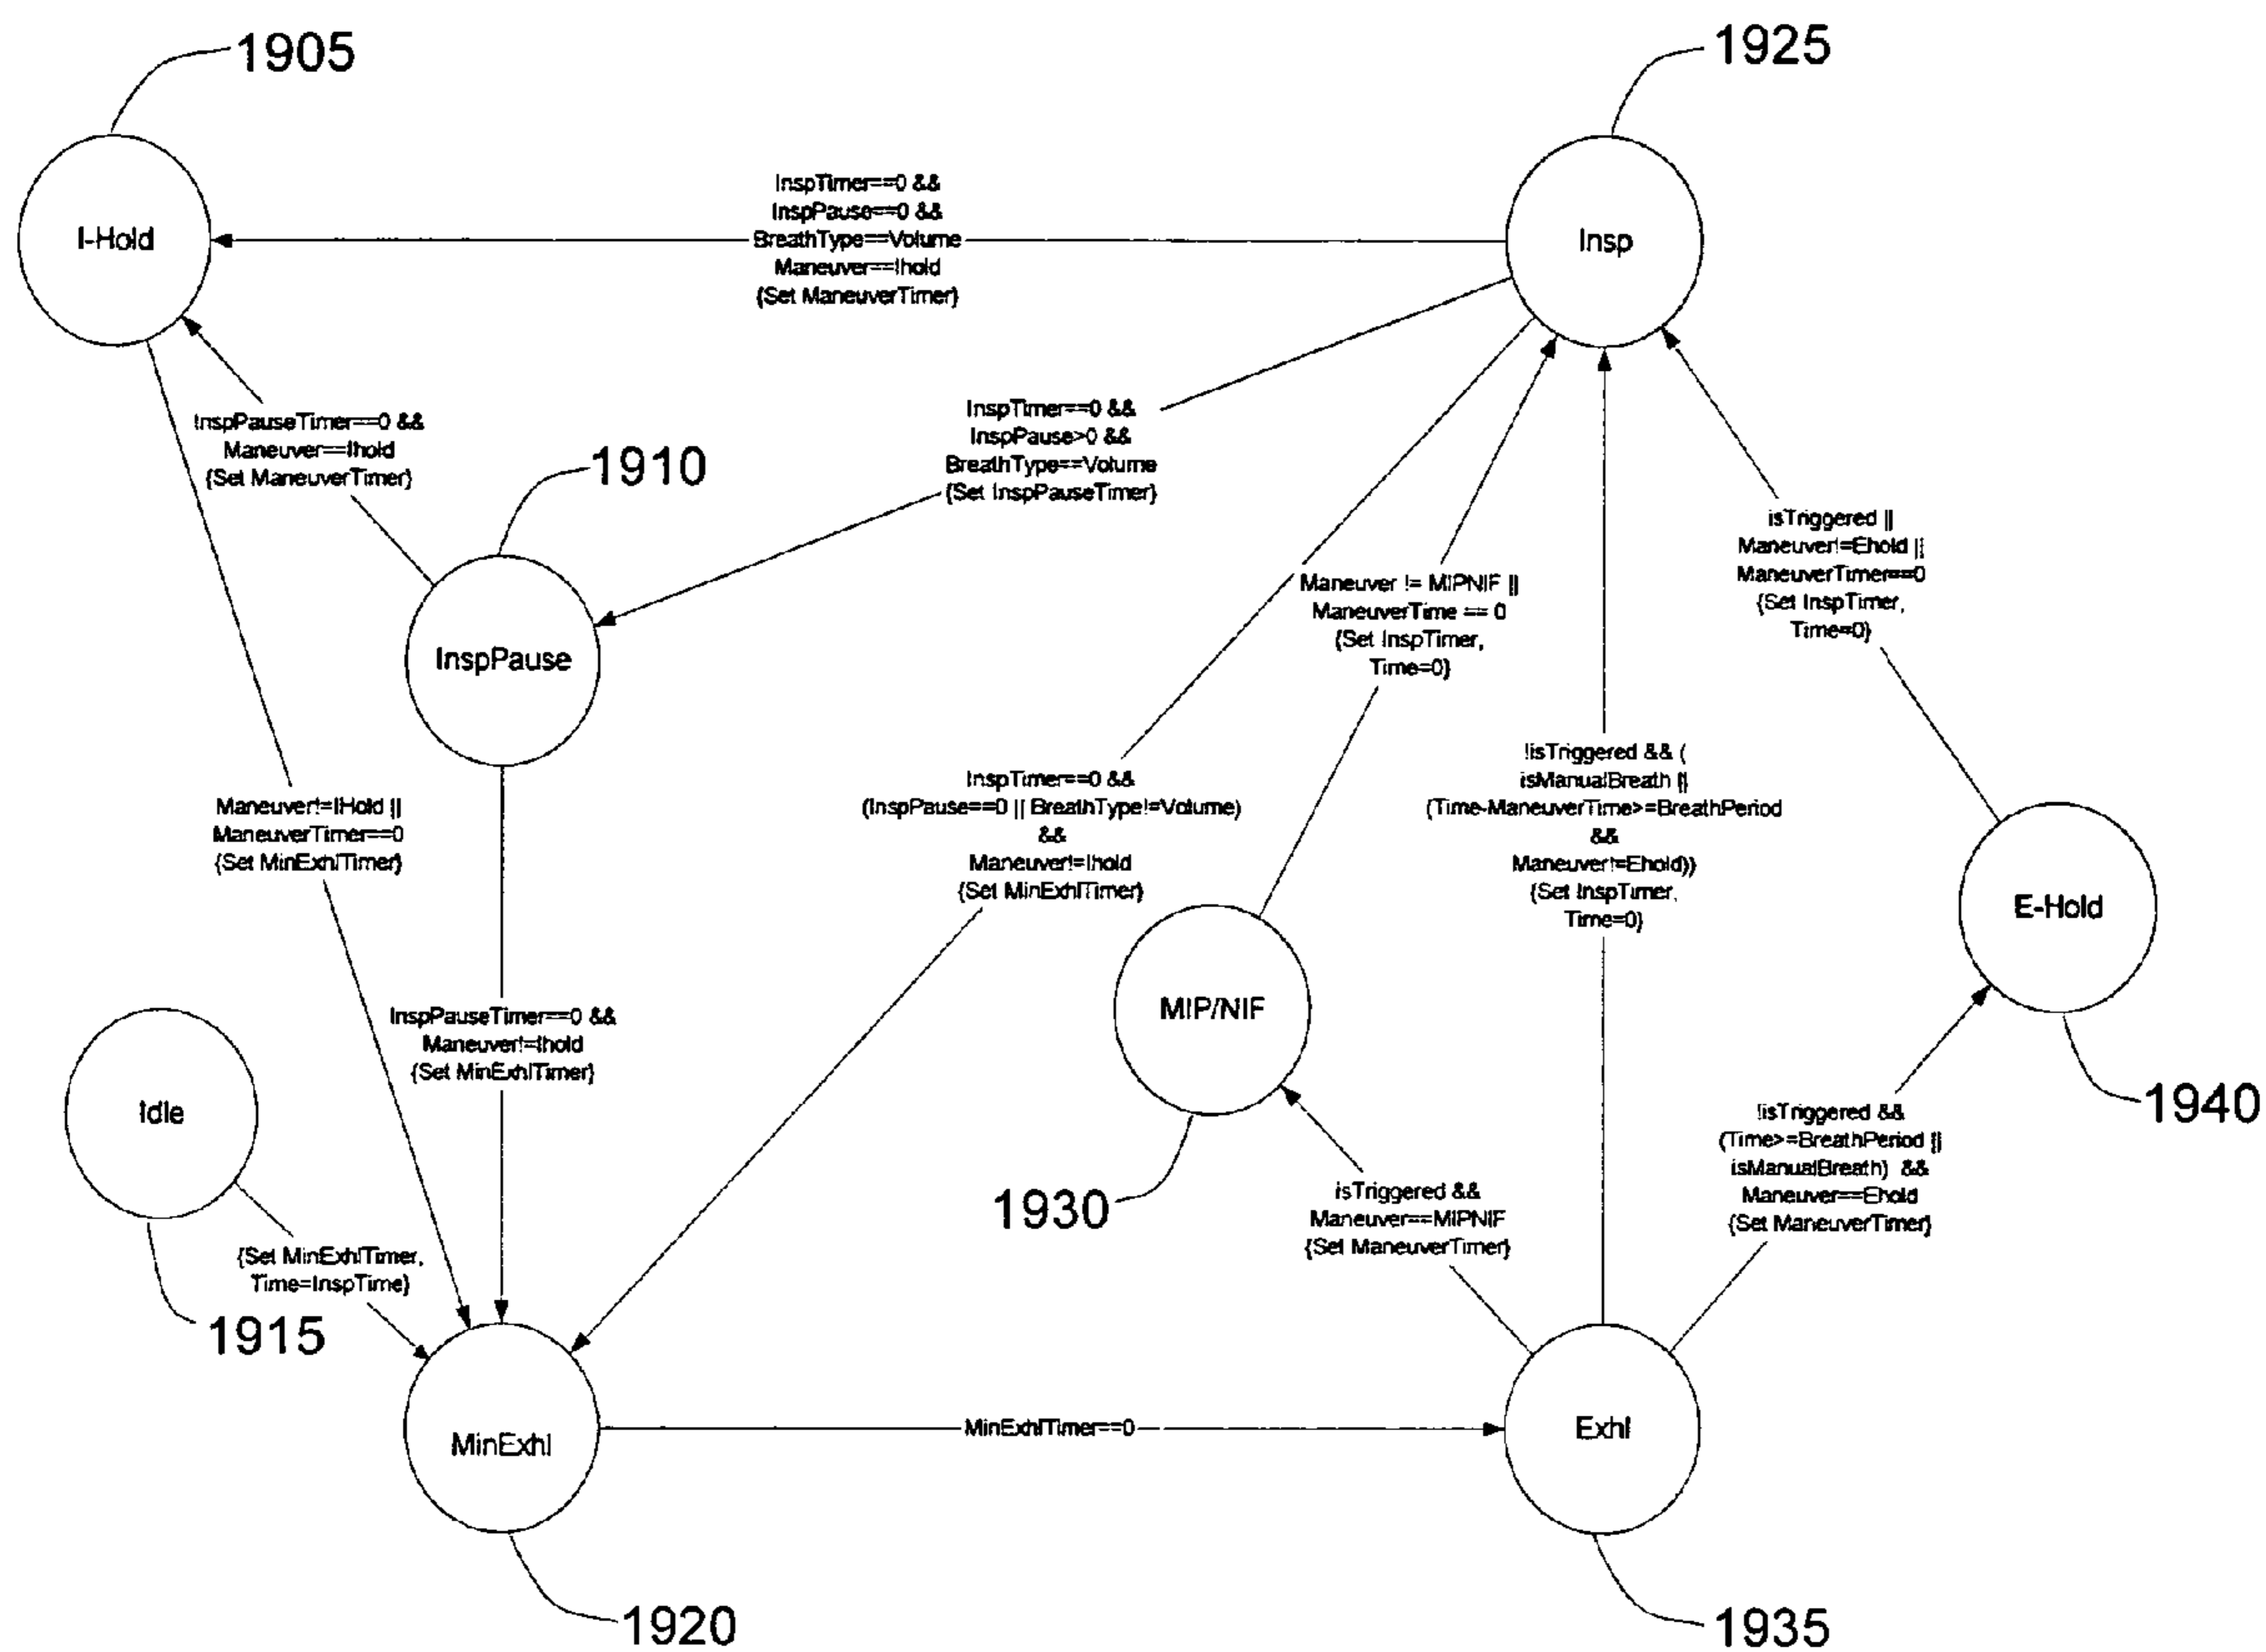 1905
1925
I-Hold
InspTimer==0 &&
InspPause==0 &&
BreathType==Volume
Maneuver==Ihold
{Set ManeuverTimer}
Insp
InspPauseTimer==0 &&
Maneuver==Ihold
{Set ManeuverTimer}
1910
InspTimer==0 &&
InspPause>0 &&
BreathType==Volume
{Set InspPauseTimer}
isTriggered ||
Maneuver!=Ehold ||
ManeuverTimer==0
{Set InspTimer,
Time=0}
Maneuver != MIPNIF ||
ManeuverTime == 0
{Set InspTimer,
Time=0}
InspPause
Maneuver!=IHold ||
ManeuverTimer==0
{Set MinExhlTimer}
InspTimer==0 &&
(InspPause==0 || BreathType!=Volume)
&&
Maneuver!=Ihold
{Set MinExhlTimer}
!isTriggered && (
isManualBreath ||
(Time-ManeuverTime>=BreathPeriod
&&
Maneuver!=Ehold))
{Set InspTimer,
Time=0}
E-Hold
MIP/NIF
InspPauseTimer==0 &&
Maneuver!=Ihold
{Set MinExhlTimer}
Idle
1940
!isTriggered &&
(Time>=BreathPeriod ||
isManualBreath) &&
Maneuver==Ehold
{Set ManeuverTimer}
1930
isTriggered &&
Maneuver==MIPNIF
{Set ManeuverTimer}
{Set MinExhlTimer,
Time=InspTime}
1915
MinExhl
MinExhlTimer==0
Exhl
1920
1935